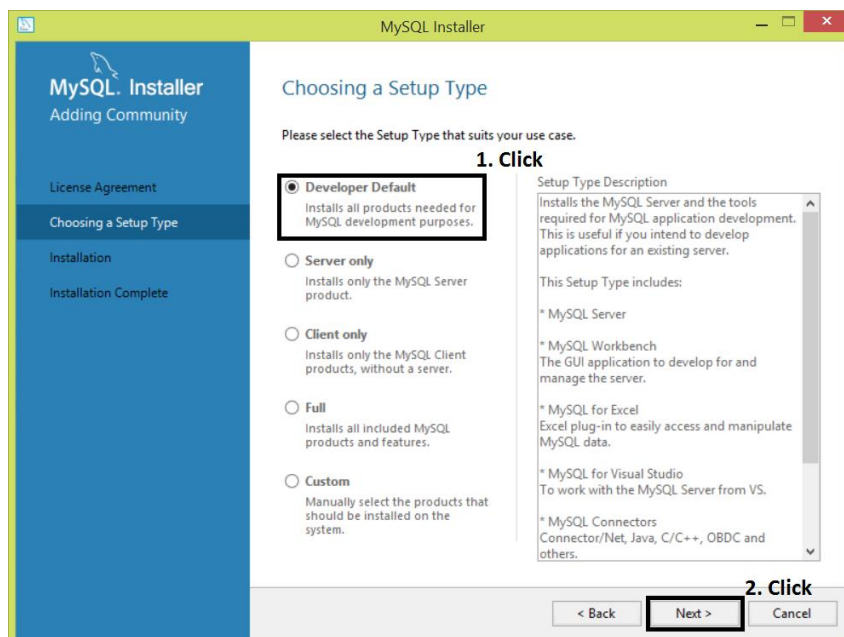 MySQL Installer
MySQL. Installer
Adding Community
License Agreement
Choosing a Setup Type
Installation
Installation Complete
Choosing a Setup Type
Please select the Setup Type that suits your use case.
1. Click
Developer Default
Installs all products needed for
MySQL development purposes.
Server only
Installs only the MySQL Server
product.
Client only
Installs only the MySQL Client
products, without a server.
Full
Installs all included MySQL
products and features.
Custom
Manually select the products that
should be installed on the
system.
Setup Type Description
Installs the MySQL Server and the tools
required for MySQL application development.
This is useful if you intend to develop
applications for an existing server.
This Setup Type includes:
* MySQL Server
* MySQL Workbench
The GUI application to develop for and
manage the server.
* MySQL for Excel
Excel plug-in to easily access and manipulate
MySQL data.
* MySQL for Visual Studio
To work with the MySQL Server from VS.
* MySQL Connectors
Connector/Net, Java, C/C++, OBDC and
others.
2. Click
< Back
Next >
Cancel